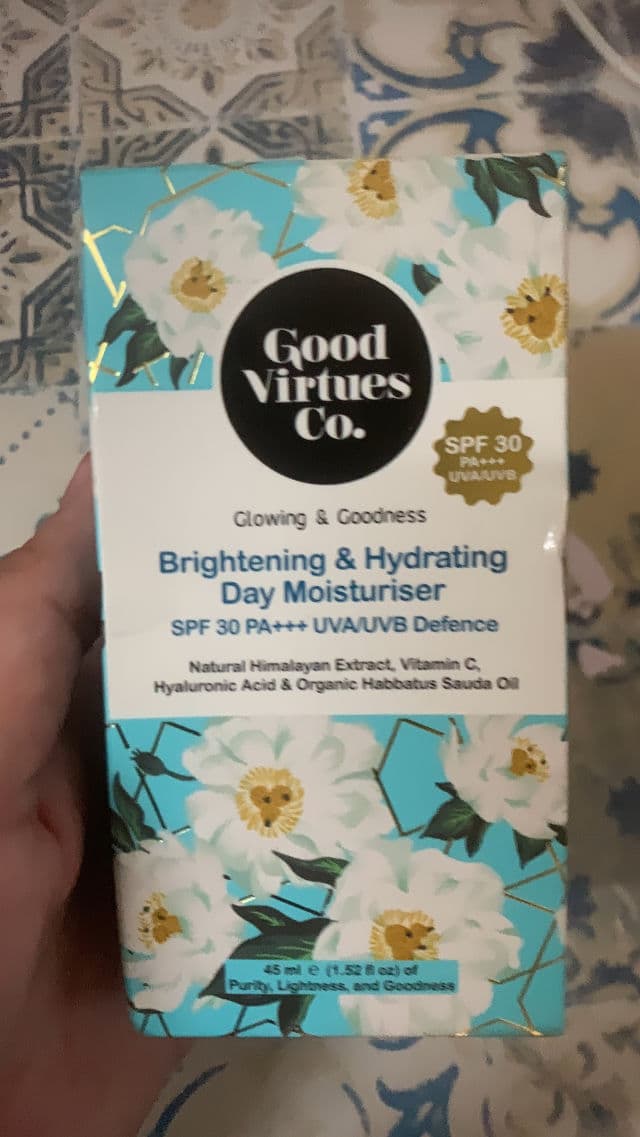 Good
Virtues
Co.
SPF 30
PA+++
UVA/UVB
Glowing & Goodness
Brightening & Hydrating
Day Moisturiser
SPF 30 PA+++ UVA/UVB Defence
Natural Himalayan Extract, Vitamin C,
Hyaluronic Acid & Organic Habbatus Sauda Oil
45 ml e (1.52 fl oz) of
Purity, Lightness, and Goodness